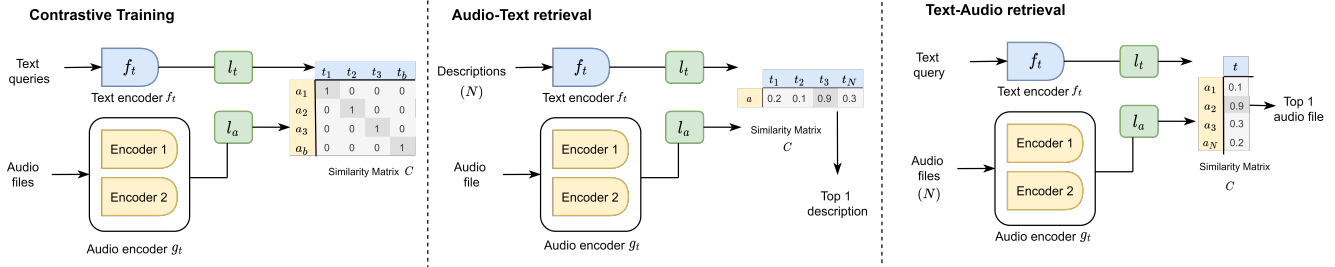 Contrastive Training
Text
queries
f_t
Text encoder f_t
l_t
t_1 t_2 t_3 t_b
a_1 1 0 0 0
a_2 0 1 0 0
a_3 0 0 1 0
a_b 0 0 0 1
Similarity Matrix C
Audio
files
Encoder 1
Encoder 2
Audio encoder g_t
l_a
Audio-Text retrieval
Descriptions
(N)
f_t
Text encoder f_t
l_t
t_1 t_2 t_3 t_N
a 0.2 0.1 0.9 0.3
Similarity Matrix
C
Top 1
description
Audio
file
Encoder 1
Encoder 2
Audio encoder g_t
l_a
Text-Audio retrieval
Text
query
f_t
Text encoder f_t
l_t
t
a_1 0.1
a_2 0.9
a_3 0.3
a_N 0.2
Top 1
audio file
Similarity Matrix
C
Audio
files
(N)
Encoder 1
Encoder 2
Audio encoder g_t
l_a